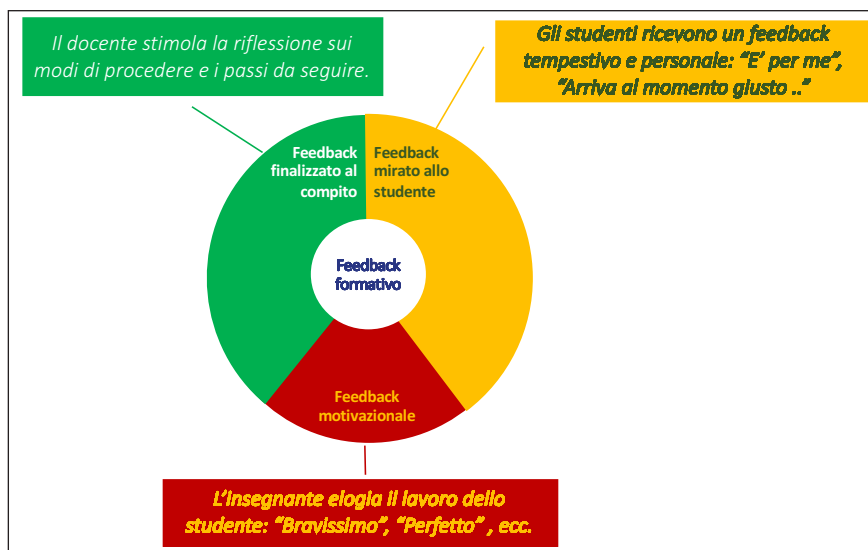 Il docente stimola la riflessione sui
modi di procedere e i passi da seguire.
Gli studenti ricevono un feedback
tempestivo e personale: “E’ per me”,
“Arriva al momento giusto ..”
Feedback
finalizzato al
compito
Feedback
mirato allo
studente
Feedback
formativo
Feedback
motivazionale
L’insegnante elogia il lavoro dello
studente: “Bravissimo”, “Perfetto” , ecc.